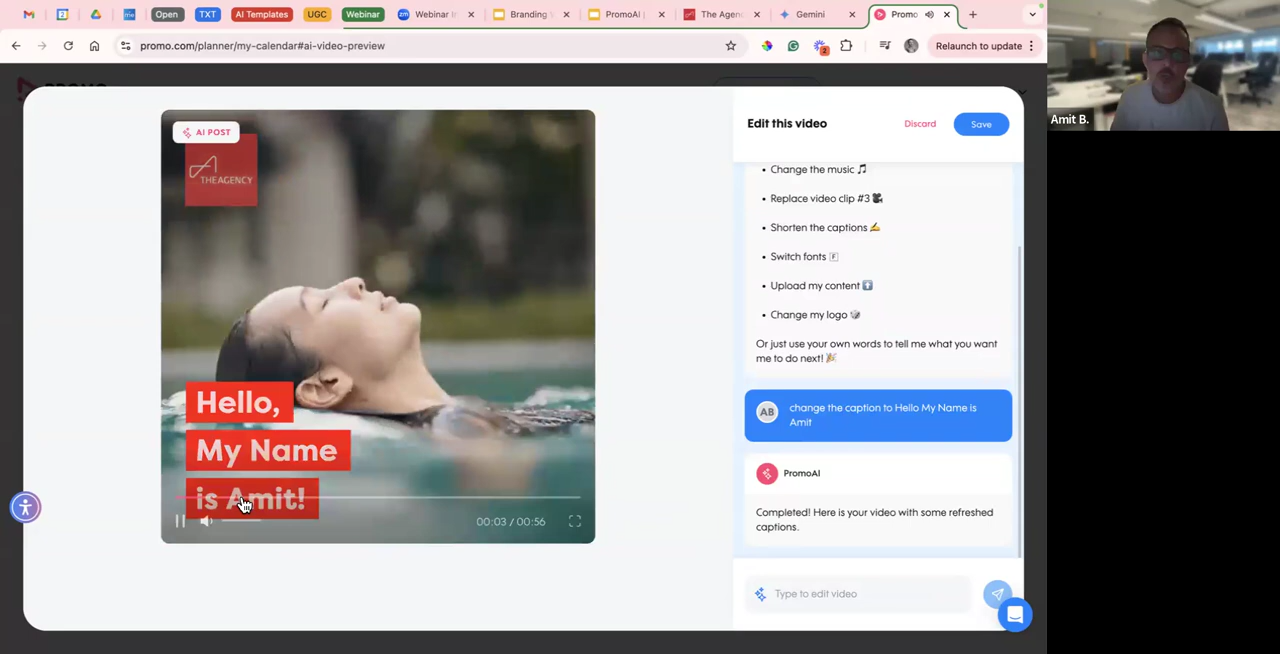 Open
TXT
AI Templates
UGC
Webinar
Webinar
Branding
PromoAI
The Agen
Gemini
Promo
promo.com/planner/my-calendar#ai-video-preview
2
Relaunch to update
PROMO
AI POST
THE AGENCY
Hello,
My Name
is Amit!
00:03 / 00:56
Edit this video
Discard
Save
• Change the music 🎵
• Replace video clip #3 🎥
• Shorten the captions ✍️
• Switch fonts 🇫
• Upload my content ⬆️
• Change my logo 🎲
Or just use your own words to tell me what you want
me to do next! 🎉
AB
change the caption to Hello My Name is
Amit
PromoAI
Completed! Here is your video with some refreshed
captions.
Type to edit video
Amit B.